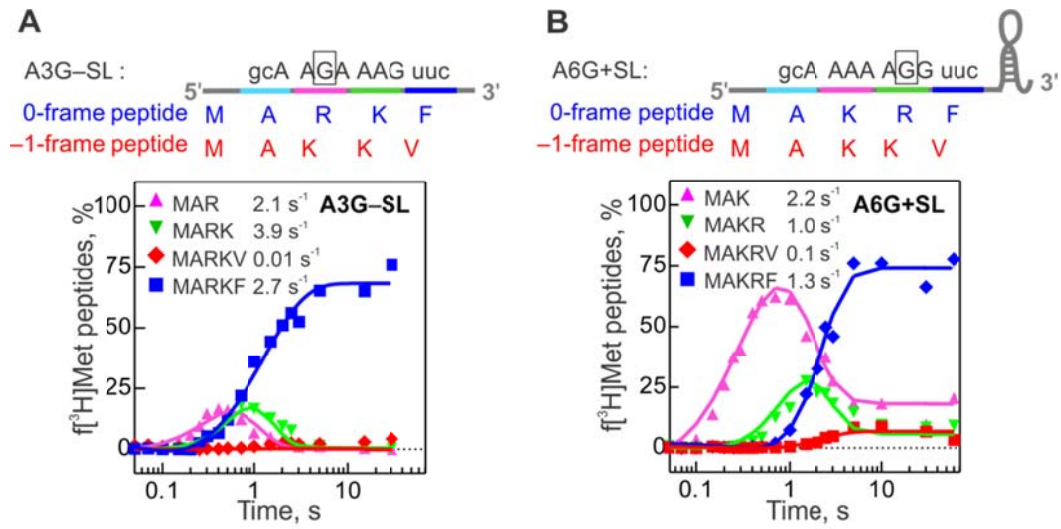 A
A3G–SL :
gcA AGA AAG uuc
5'
3'
0-frame peptide M A R K F
–1-frame peptide M A K K V
f[³H]Met peptides, %
100
75
50
25
0
MAR 2.1 s⁻¹
MARK 3.9 s⁻¹
MARKV 0.01 s⁻¹
MARKF 2.7 s⁻¹
A3G–SL
0.1 1 10
Time, s
B
A6G+SL:
gcA AAA AGG uuc
5'
3'
0-frame peptide M A K R F
–1-frame peptide M A K K V
f[³H]Met peptides, %
100
75
50
25
0
MAK 2.2 s⁻¹
MAKR 1.0 s⁻¹
MAKRV 0.1 s⁻¹
MAKRF 1.3 s⁻¹
A6G+SL
0.1 1 10
Time, s